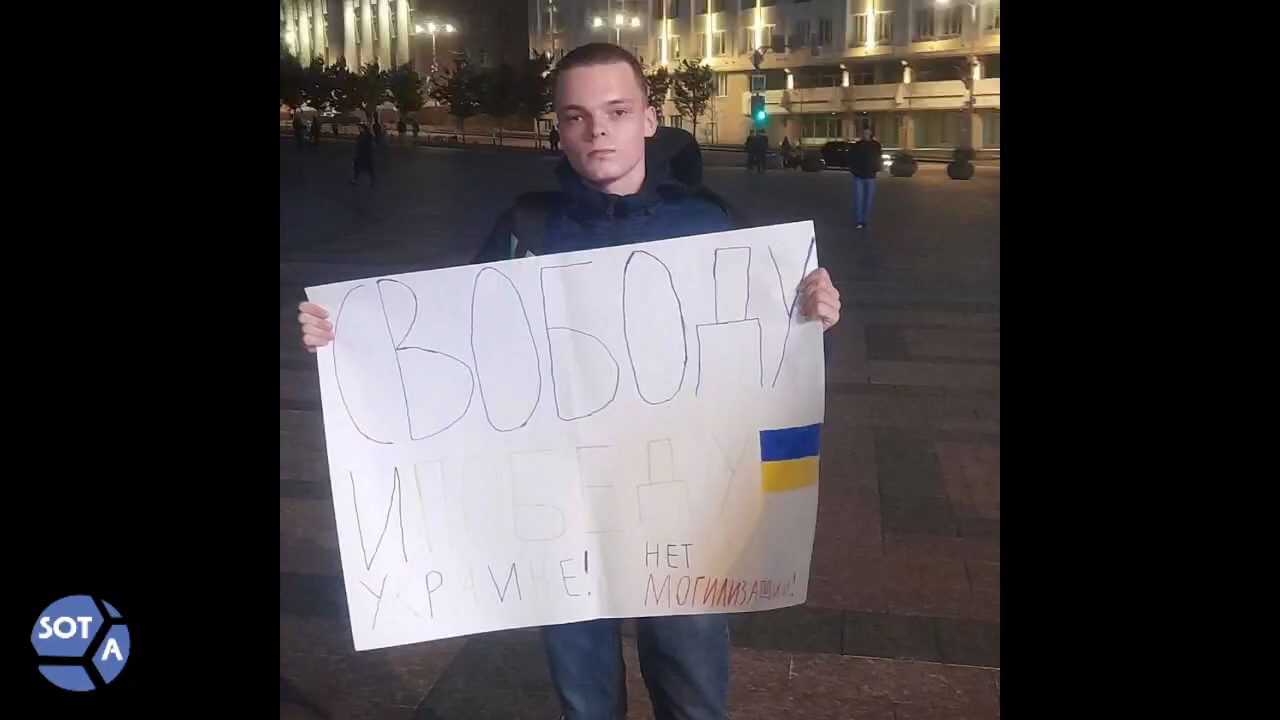 СВОБОДУ
И ПОБЕДУ
УКРАИНЕ!
НЕТ
МОГИЛИЗАЦИИ!
SOTA